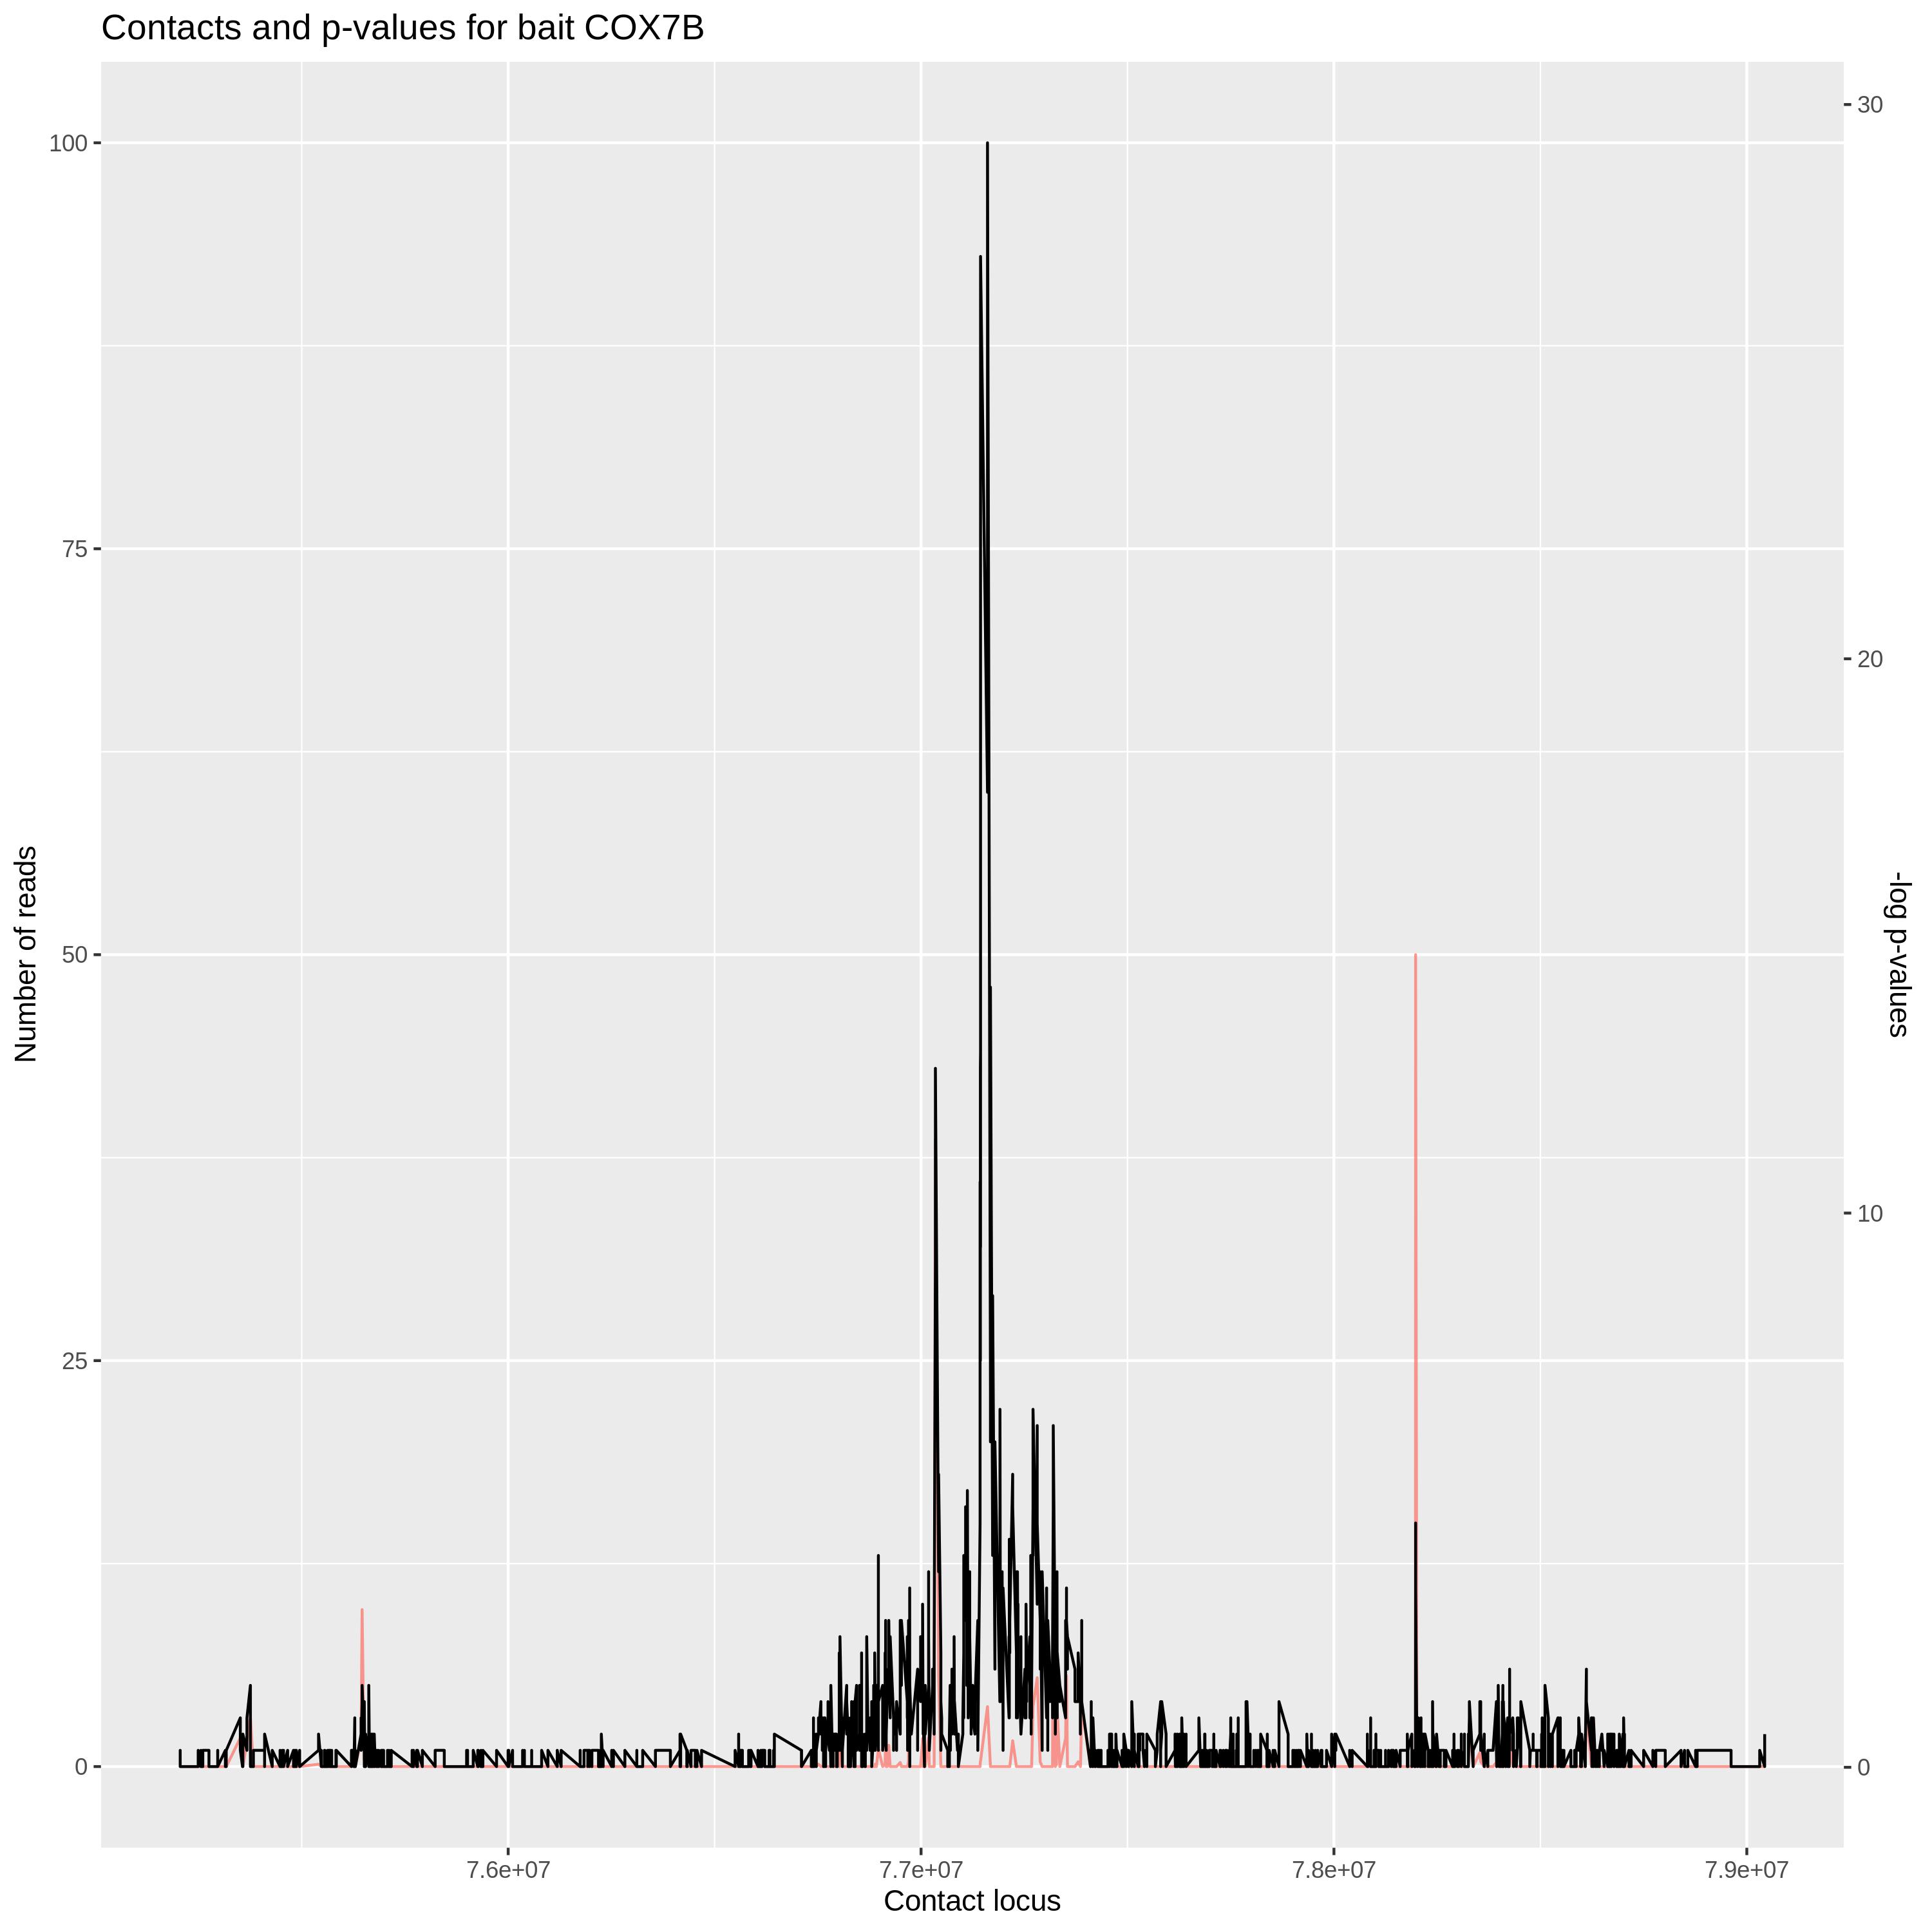 Contacts and p-values for bait COX7B
100
75
50
25
0
Number of reads
30
20
10
0
-log p-values
7.6e+07
7.7e+07
7.8e+07
7.9e+07
Contact locus